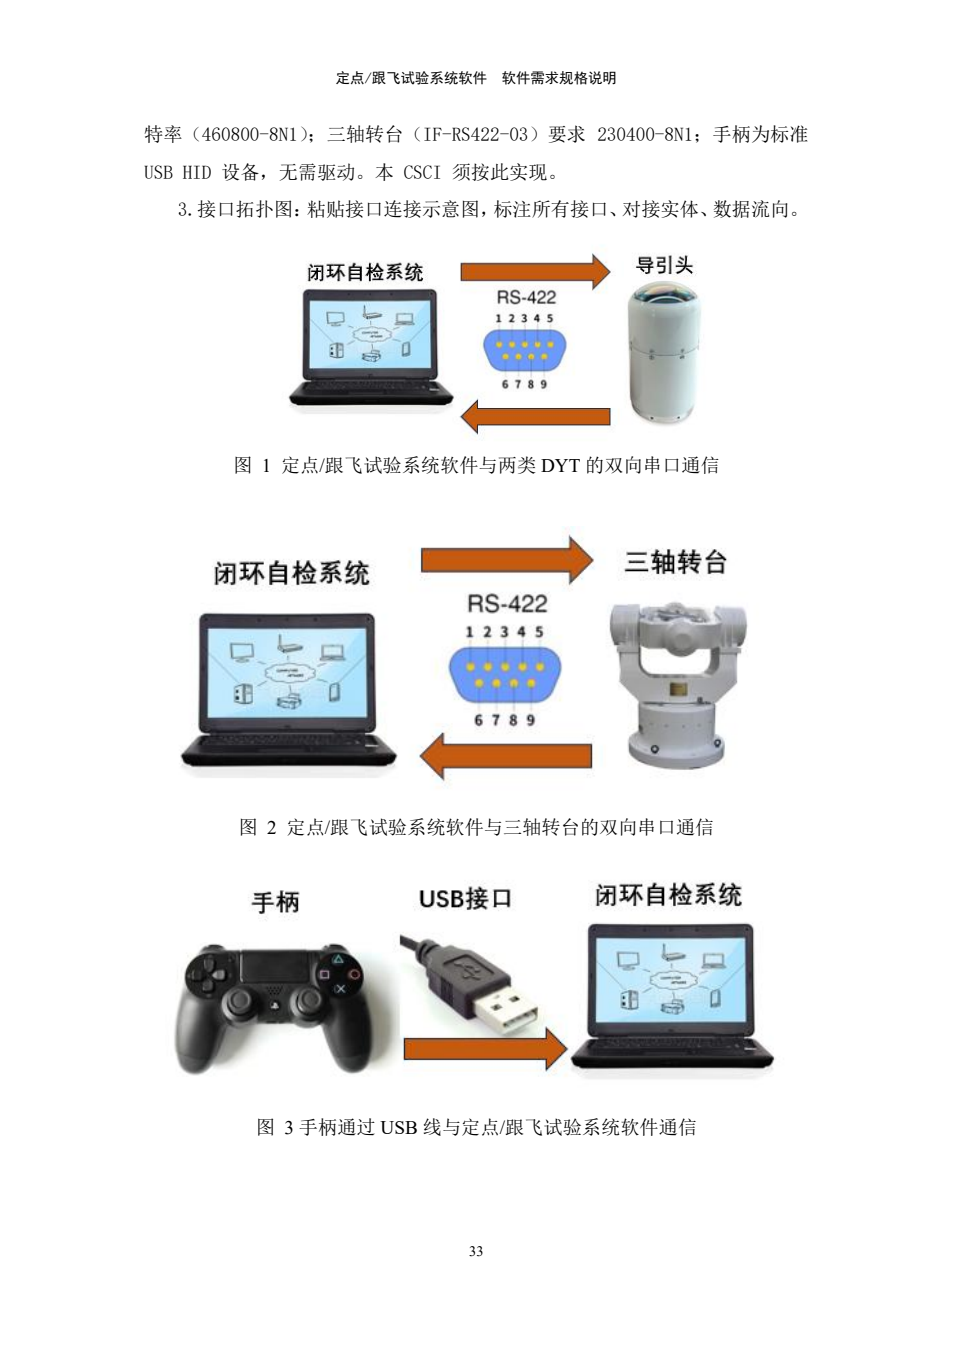 定点/跟飞试验系统软件 软件需求规格说明
特率（460800-8N1）；三轴转台（IF-RS422-03）要求 230400-8N1；手柄为标准
USB HID 设备，无需驱动。本 CSCI 须按此实现。
3.接口拓扑图：粘贴接口连接示意图，标注所有接口、对接实体、数据流向。
闭环自检系统
导引头
RS-422
1 2 3 4 5
6 7 8 9
图 1 定点/跟飞试验系统软件与两类 DYT 的双向串口通信
闭环自检系统
三轴转台
RS-422
1 2 3 4 5
6 7 8 9
图 2 定点/跟飞试验系统软件与三轴转台的双向串口通信
手柄
USB接口
闭环自检系统
图 3 手柄通过 USB 线与定点/跟飞试验系统软件通信
33